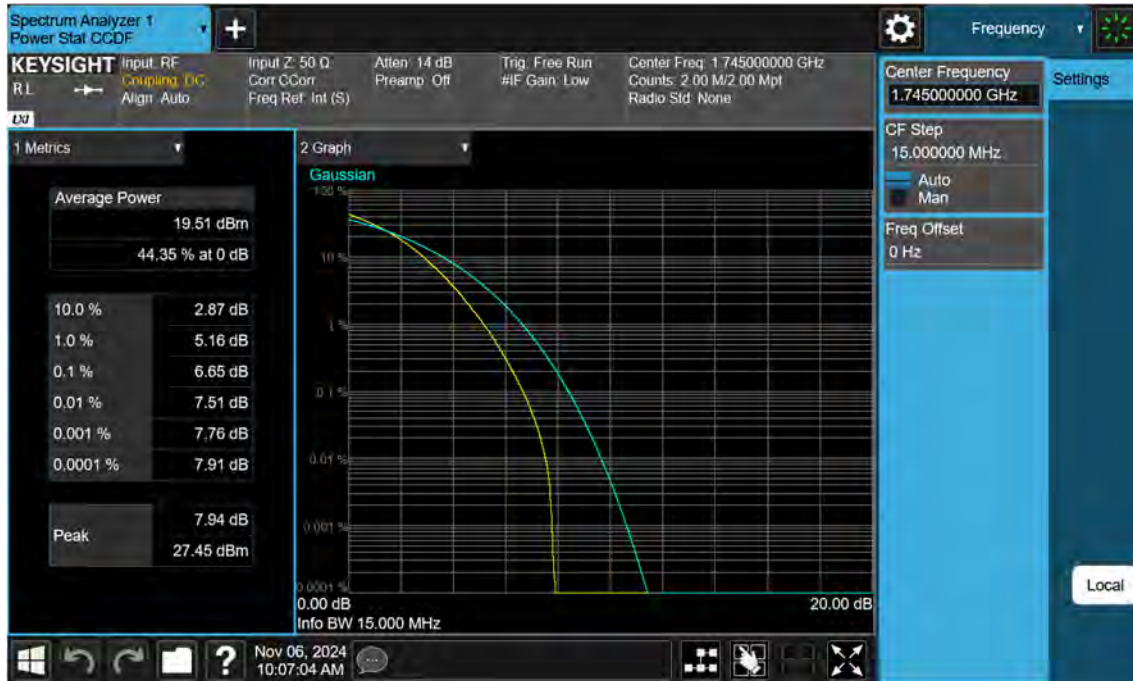 Spectrum Analyzer 1
Power Stat CCDF
Frequency
KEYSIGHT
RL
LXI
Input: RF
Coupling: DC
Align: Auto
Input Z: 50 Ω
Corr CCorr
Freq Ref: Int (S)
Atten: 14 dB
Preamp: Off
Trig: Free Run
#IF Gain: Low
Center Freq: 1.745000000 GHz
Counts: 2.00 M/2.00 Mpt
Radio Std: None
Center Frequency
1.745000000 GHz
Settings
CF Step
15.000000 MHz
Auto
Man
Freq Offset
0 Hz
1 Metrics
Average Power
19.51 dBm
44.35 % at 0 dB
10.0 % 2.87 dB
1.0 % 5.16 dB
0.1 % 6.65 dB
0.01 % 7.51 dB
0.001 % 7.76 dB
0.0001 % 7.91 dB
Peak
7.94 dB
27.45 dBm
2 Graph
Gaussian
100 %
10 %
1 %
0.1 %
0.01 %
0.001 %
0.0001 %
0.00 dB
20.00 dB
Info BW 15.000 MHz
Local
?
Nov 06, 2024
10:07:04 AM